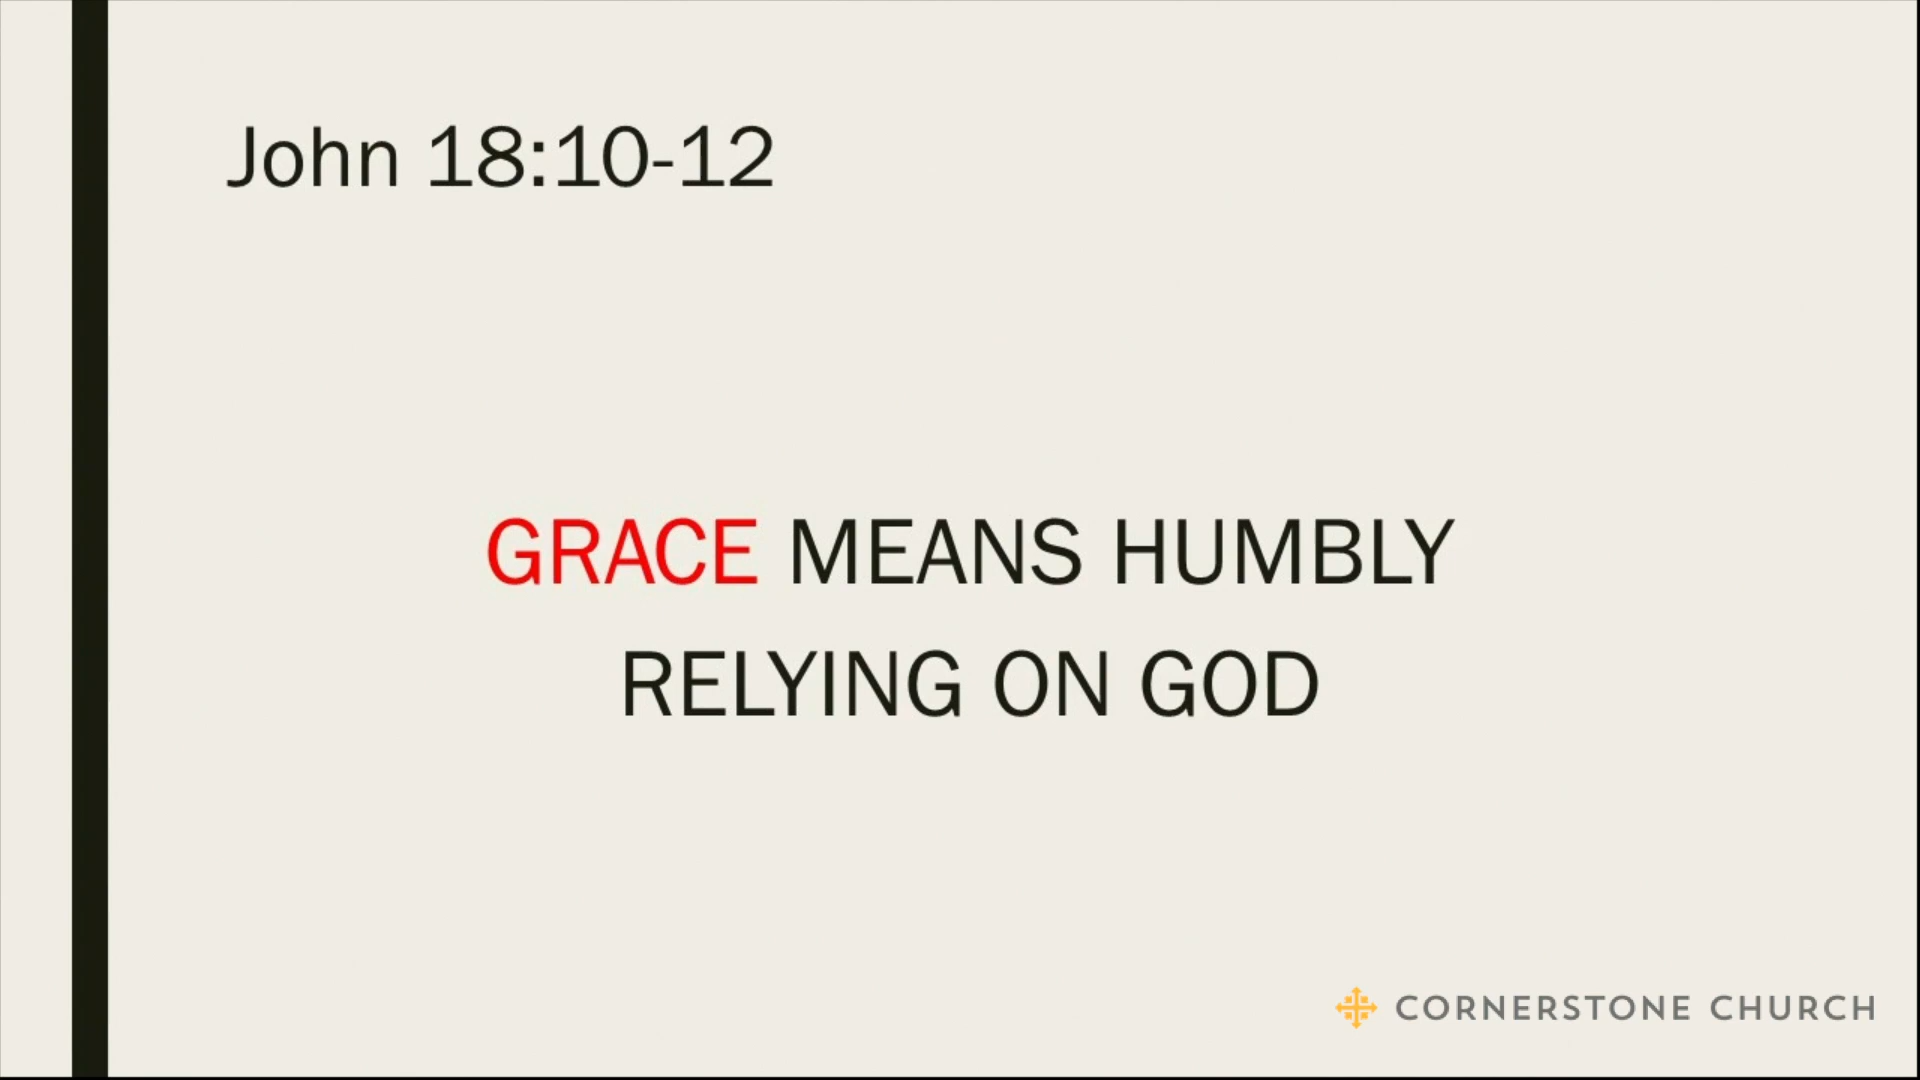 John 18:10-12
GRACE MEANS HUMBLY
RELYING ON GOD
CORNERSTONE CHURCH